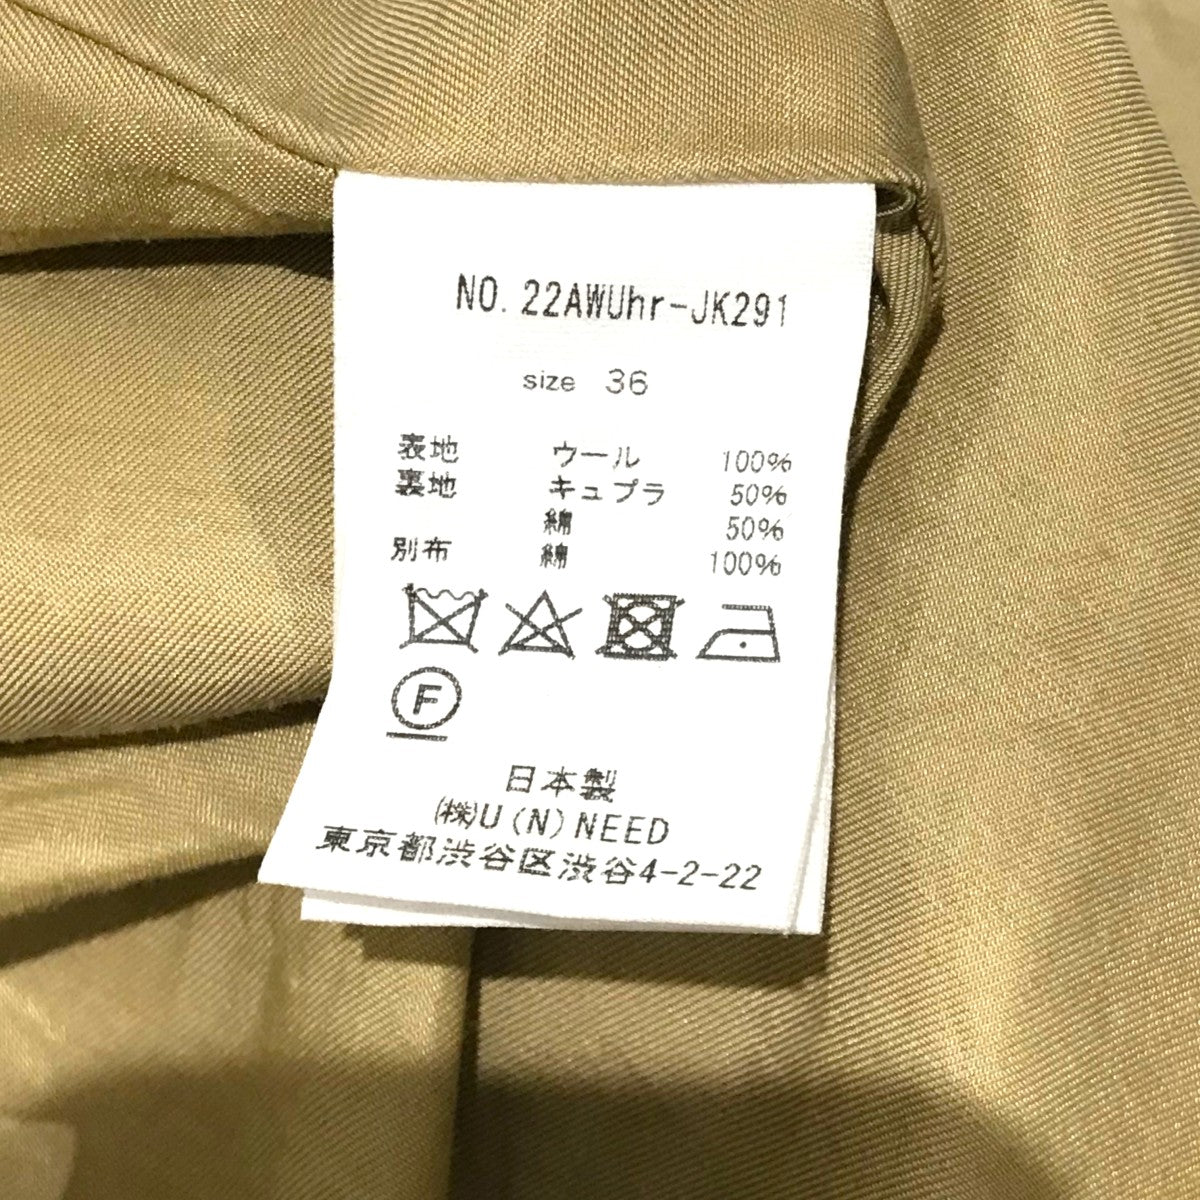 NO. 22AWUhr-JK291
size 36
表地 ウール 100%
裏地 キュプラ 50%
綿 50%
別布 綿 100%
F
日本製
(株)U(N)NEED
東京都渋谷区渋谷4-2-22